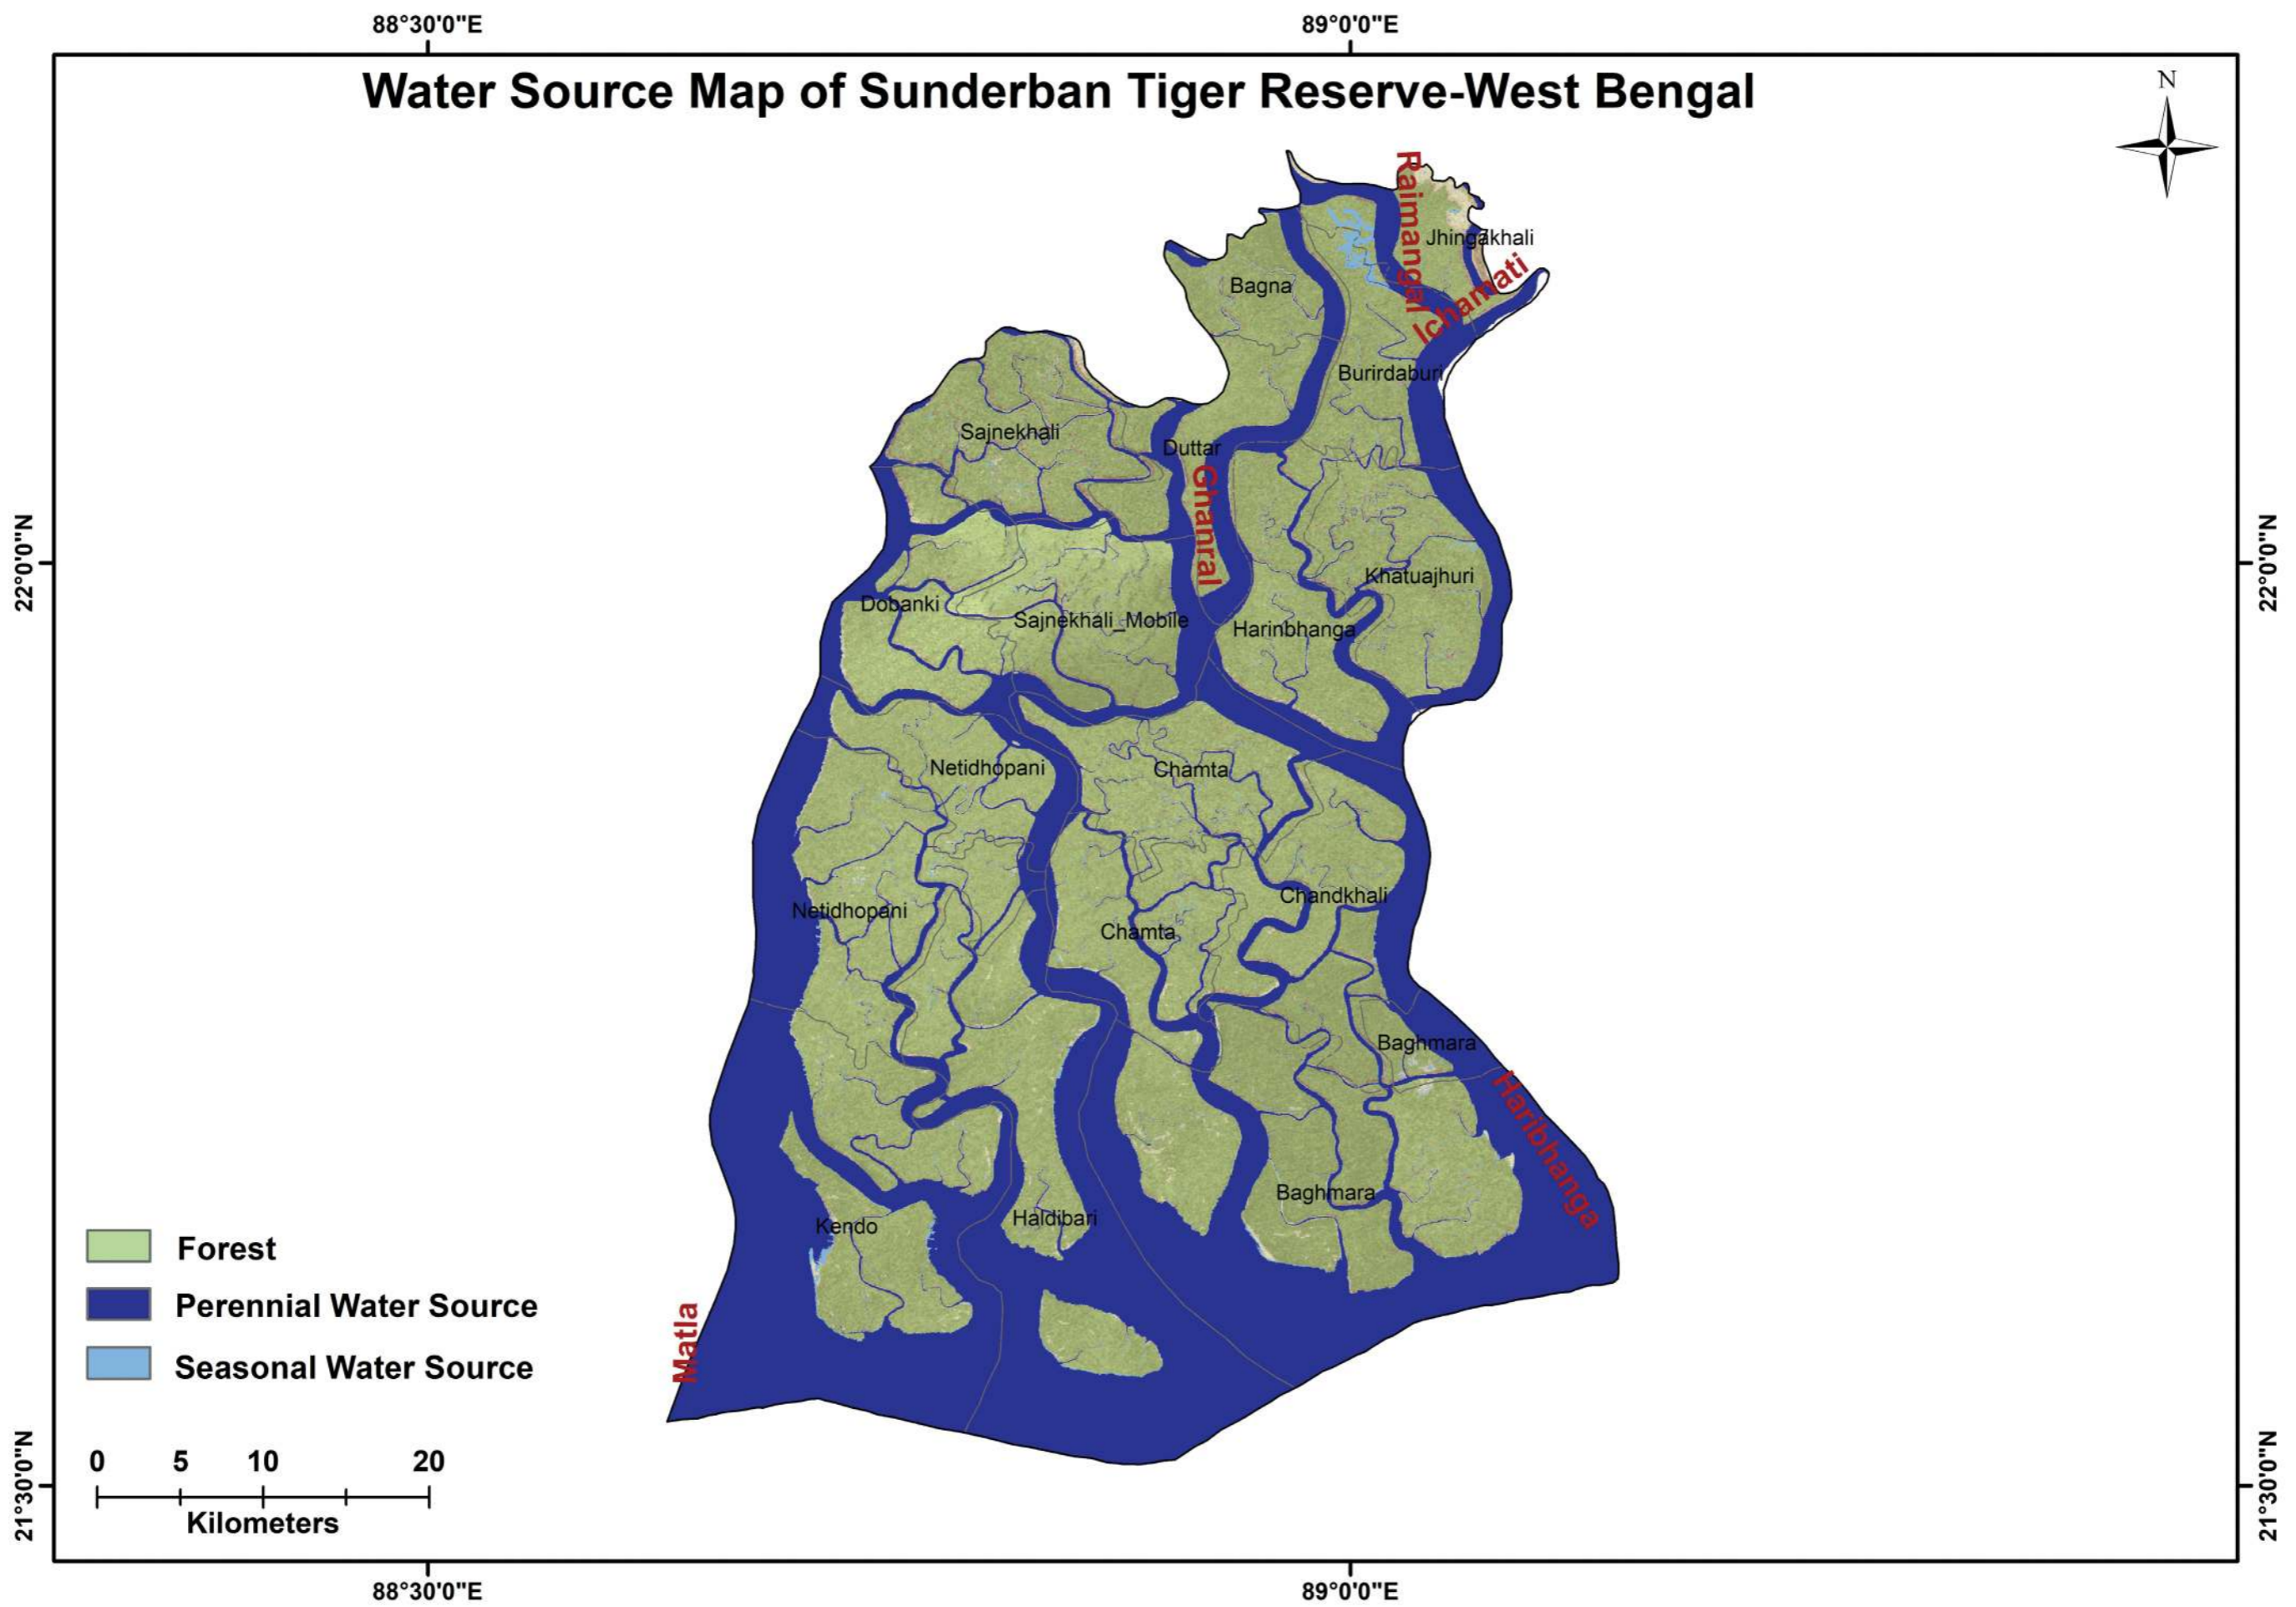 88°30'0"E
89°0'0"E
Water Source Map of Sunderban Tiger Reserve-West Bengal
N
Raimangal
Jhingakhali
Ichamati
Bagna
Burirdaburi
Sajnekhali
Duttar
Ghanral
22°0'0"N
22°0'0"N
Khatuajhuri
Dobanki
Sajnekhali_Mobile
Harinbhanga
Netidhopani
Chamta
Chandkhali
Netidhopani
Chamta
Baghmara
Haribhanga
Baghmara
Haldibari
Kendo
Matla
Forest
Perennial Water Source
Seasonal Water Source
0 5 10 20
Kilometers
21°30'0"N
21°30'0"N
88°30'0"E
89°0'0"E